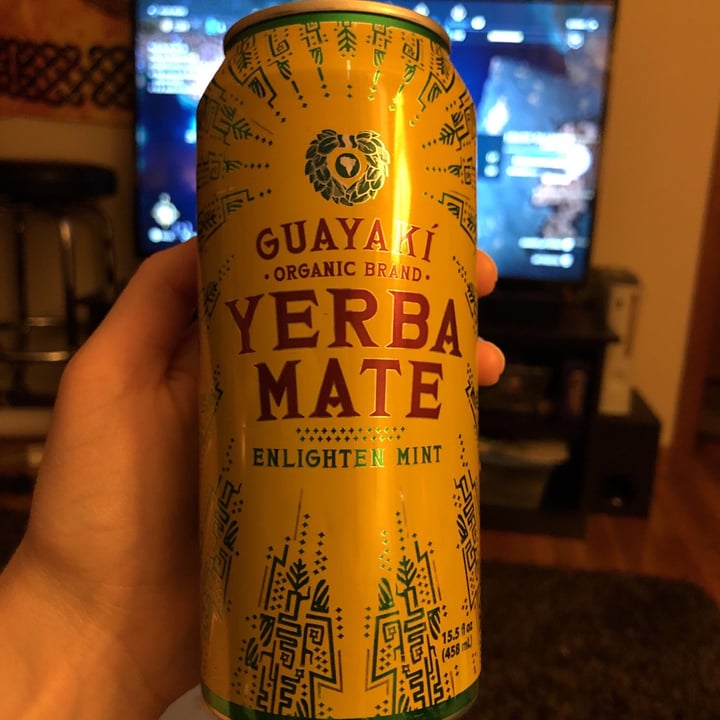 GUAYAKÍ
• ORGANIC BRAND •
YERBA
MATE
ENLIGHTEN MINT
15.5 fl oz
(458 mL)